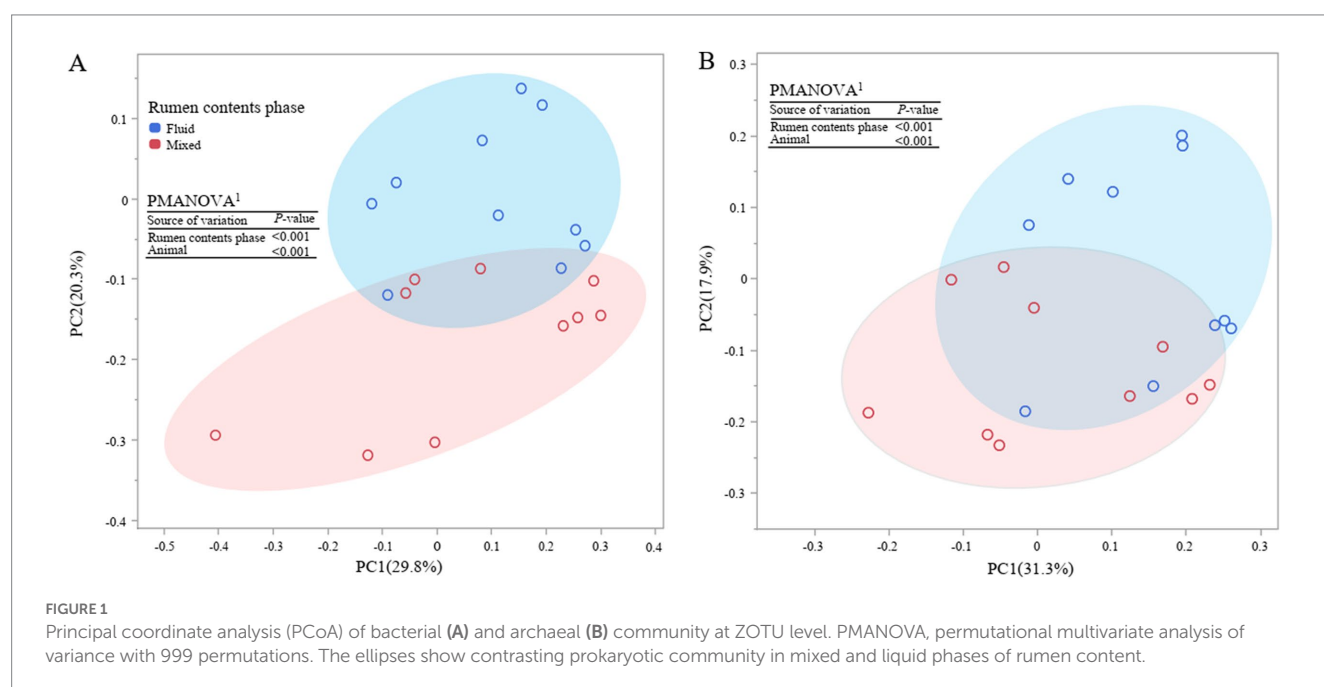 A
Rumen contents phase
Fluid
Mixed
PMANOVA¹
Source of variation P-value
Rumen contents phase <0.001
Animal <0.001
0.1
0
-0.1
-0.2
-0.3
-0.4
PC2(20.3%)
-0.5 -0.4 -0.3 -0.2 -0.1 0 0.1 0.2 0.3 0.4
PC1(29.8%)
B
PMANOVA¹
Source of variation P-value
Rumen contents phase <0.001
Animal <0.001
0.3
0.2
0.1
0
-0.1
-0.2
-0.3
PC2(17.9%)
-0.3 -0.2 -0.1 0 0.1 0.2 0.3
PC1(31.3%)
FIGURE 1
Principal coordinate analysis (PCoA) of bacterial (A) and archaeal (B) community at ZOTU level. PMANOVA, permutational multivariate analysis of
variance with 999 permutations. The ellipses show contrasting prokaryotic community in mixed and liquid phases of rumen content.